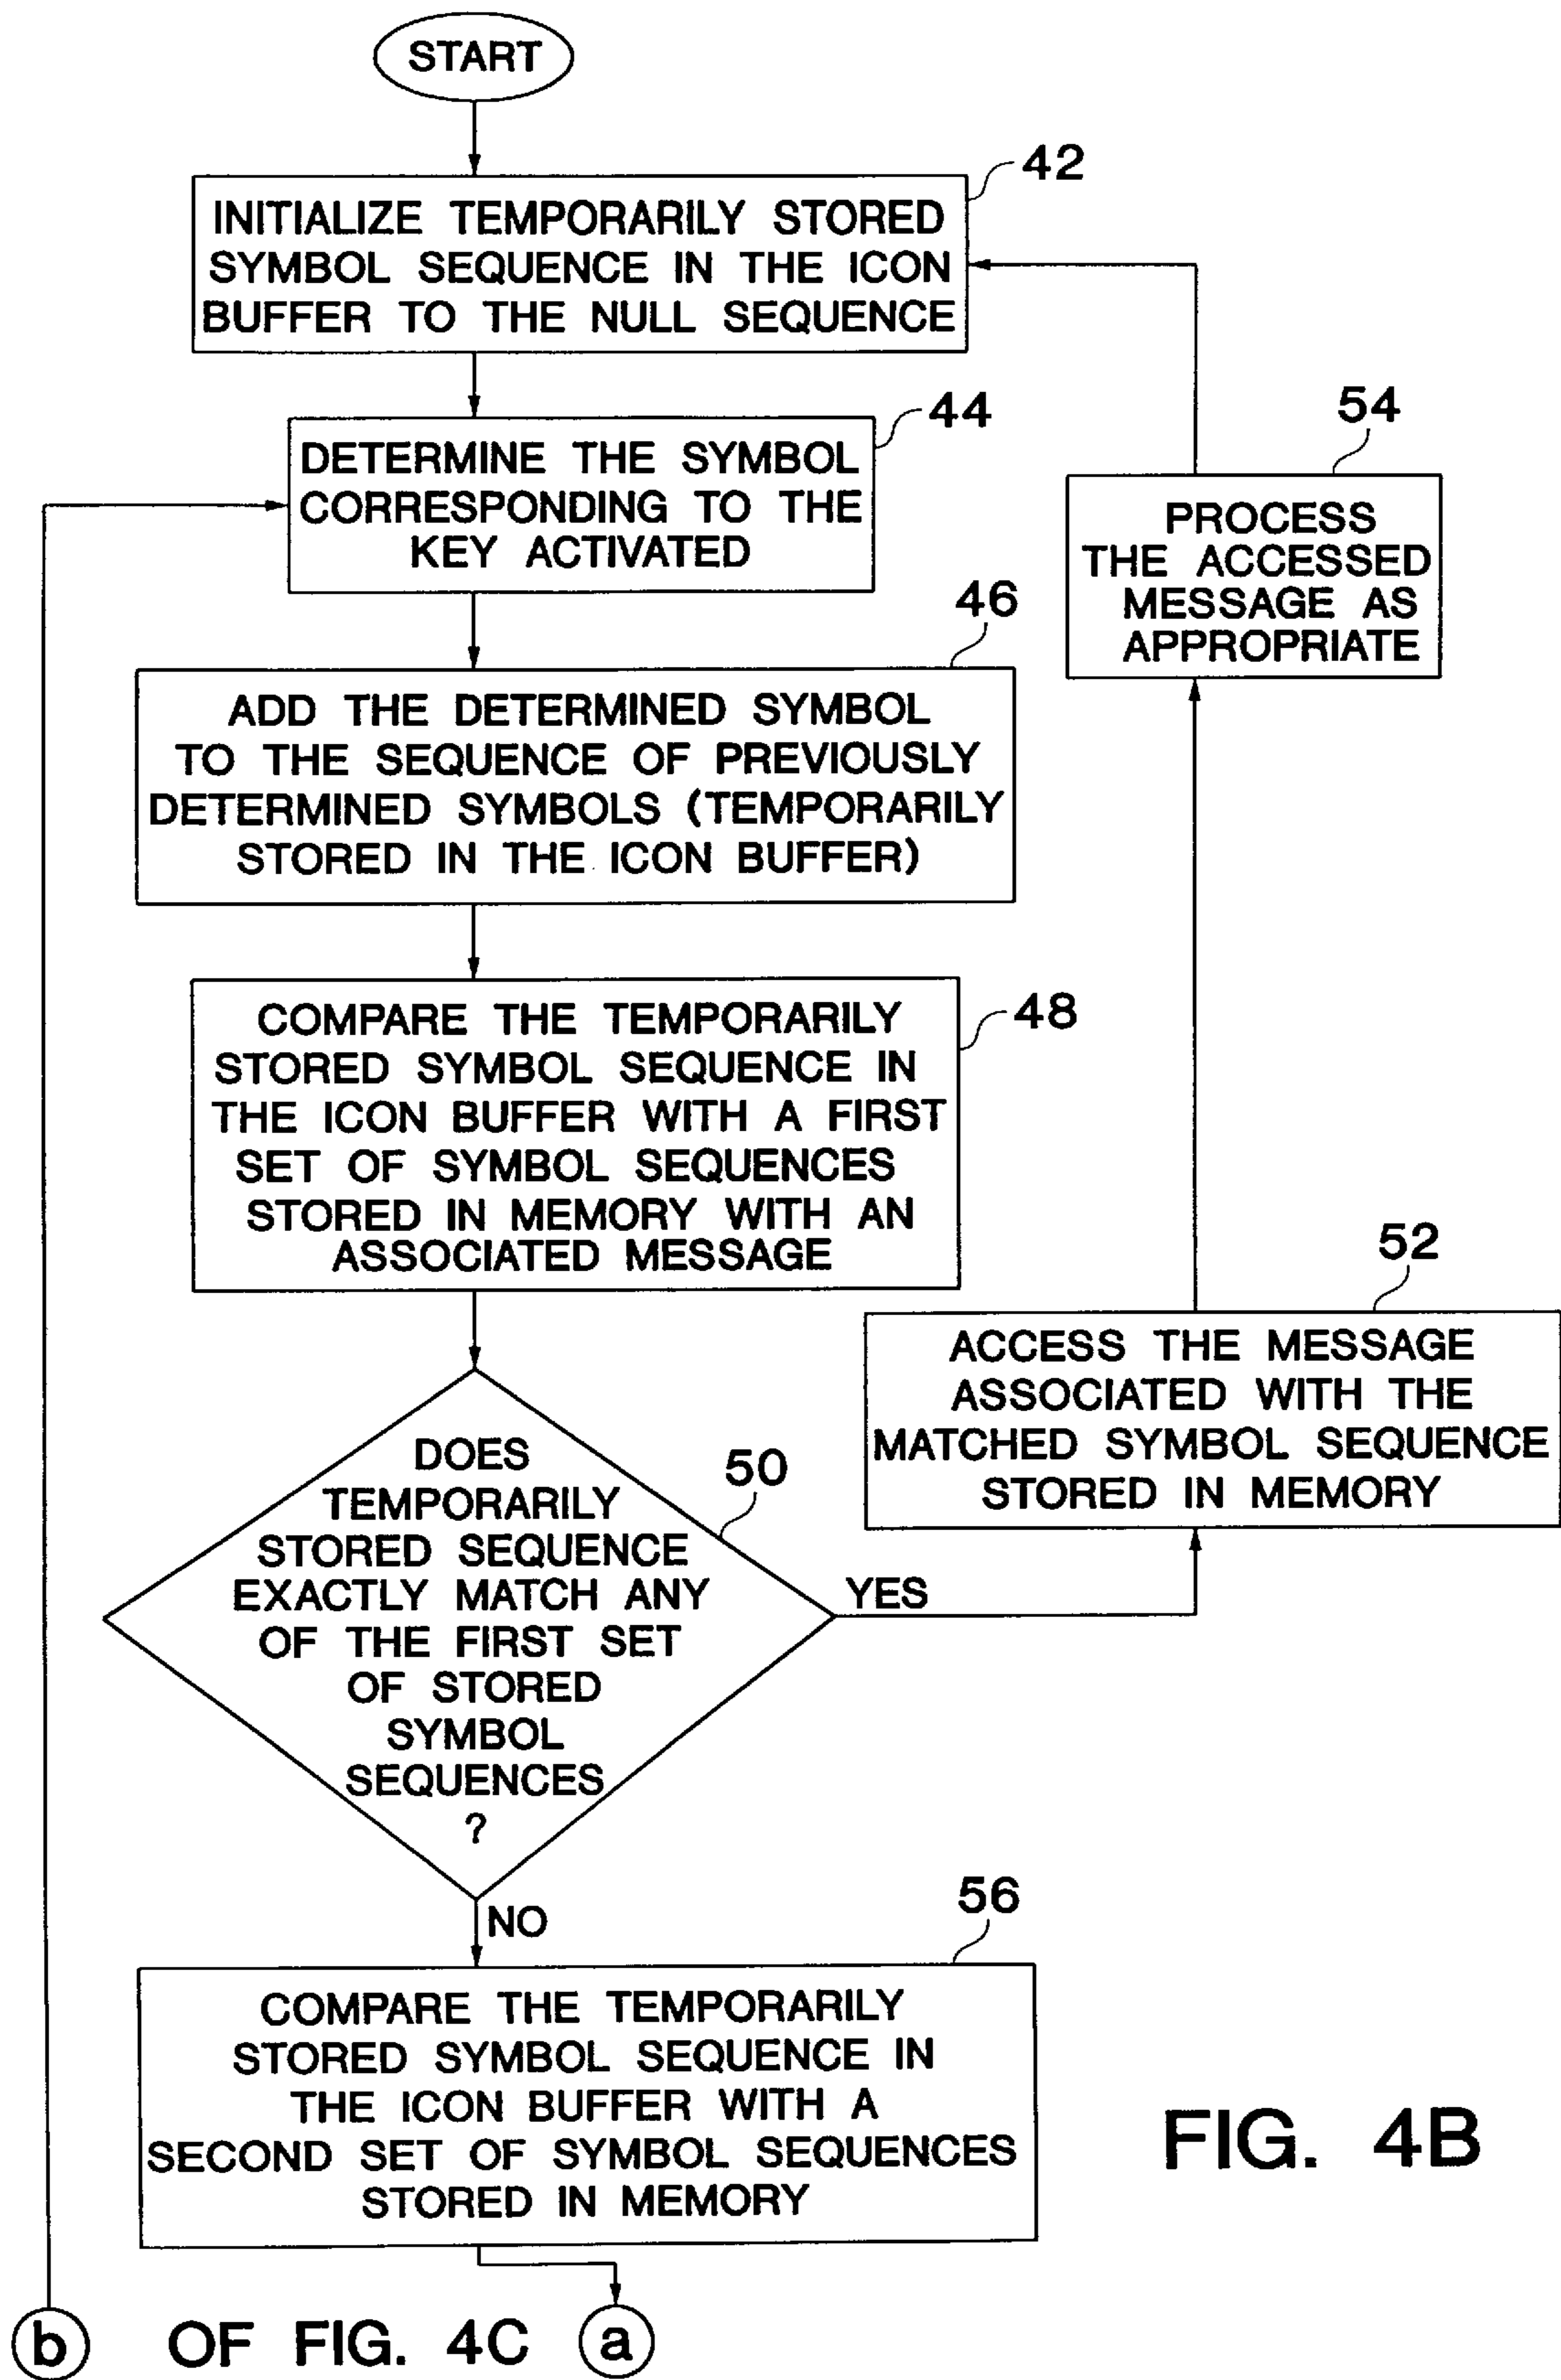 START
42
INITIALIZE TEMPORARILY STORED
SYMBOL SEQUENCE IN THE ICON
BUFFER TO THE NULL SEQUENCE
44
DETERMINE THE SYMBOL
CORRESPONDING TO THE
KEY ACTIVATED
54
PROCESS
THE ACCESSED
MESSAGE AS
APPROPRIATE
46
ADD THE DETERMINED SYMBOL
TO THE SEQUENCE OF PREVIOUSLY
DETERMINED SYMBOLS (TEMPORARILY
STORED IN THE ICON BUFFER)
48
COMPARE THE TEMPORARILY
STORED SYMBOL SEQUENCE IN
THE ICON BUFFER WITH A FIRST
SET OF SYMBOL SEQUENCES
STORED IN MEMORY WITH AN
ASSOCIATED MESSAGE
52
ACCESS THE MESSAGE
ASSOCIATED WITH THE
MATCHED SYMBOL SEQUENCE
STORED IN MEMORY
50
DOES
TEMPORARILY
STORED SEQUENCE
EXACTLY MATCH ANY
OF THE FIRST SET
OF STORED
SYMBOL
SEQUENCES
?
YES
NO
56
COMPARE THE TEMPORARILY
STORED SYMBOL SEQUENCE IN
THE ICON BUFFER WITH A
SECOND SET OF SYMBOL SEQUENCES
STORED IN MEMORY
FIG. 4B
b OF FIG. 4C a